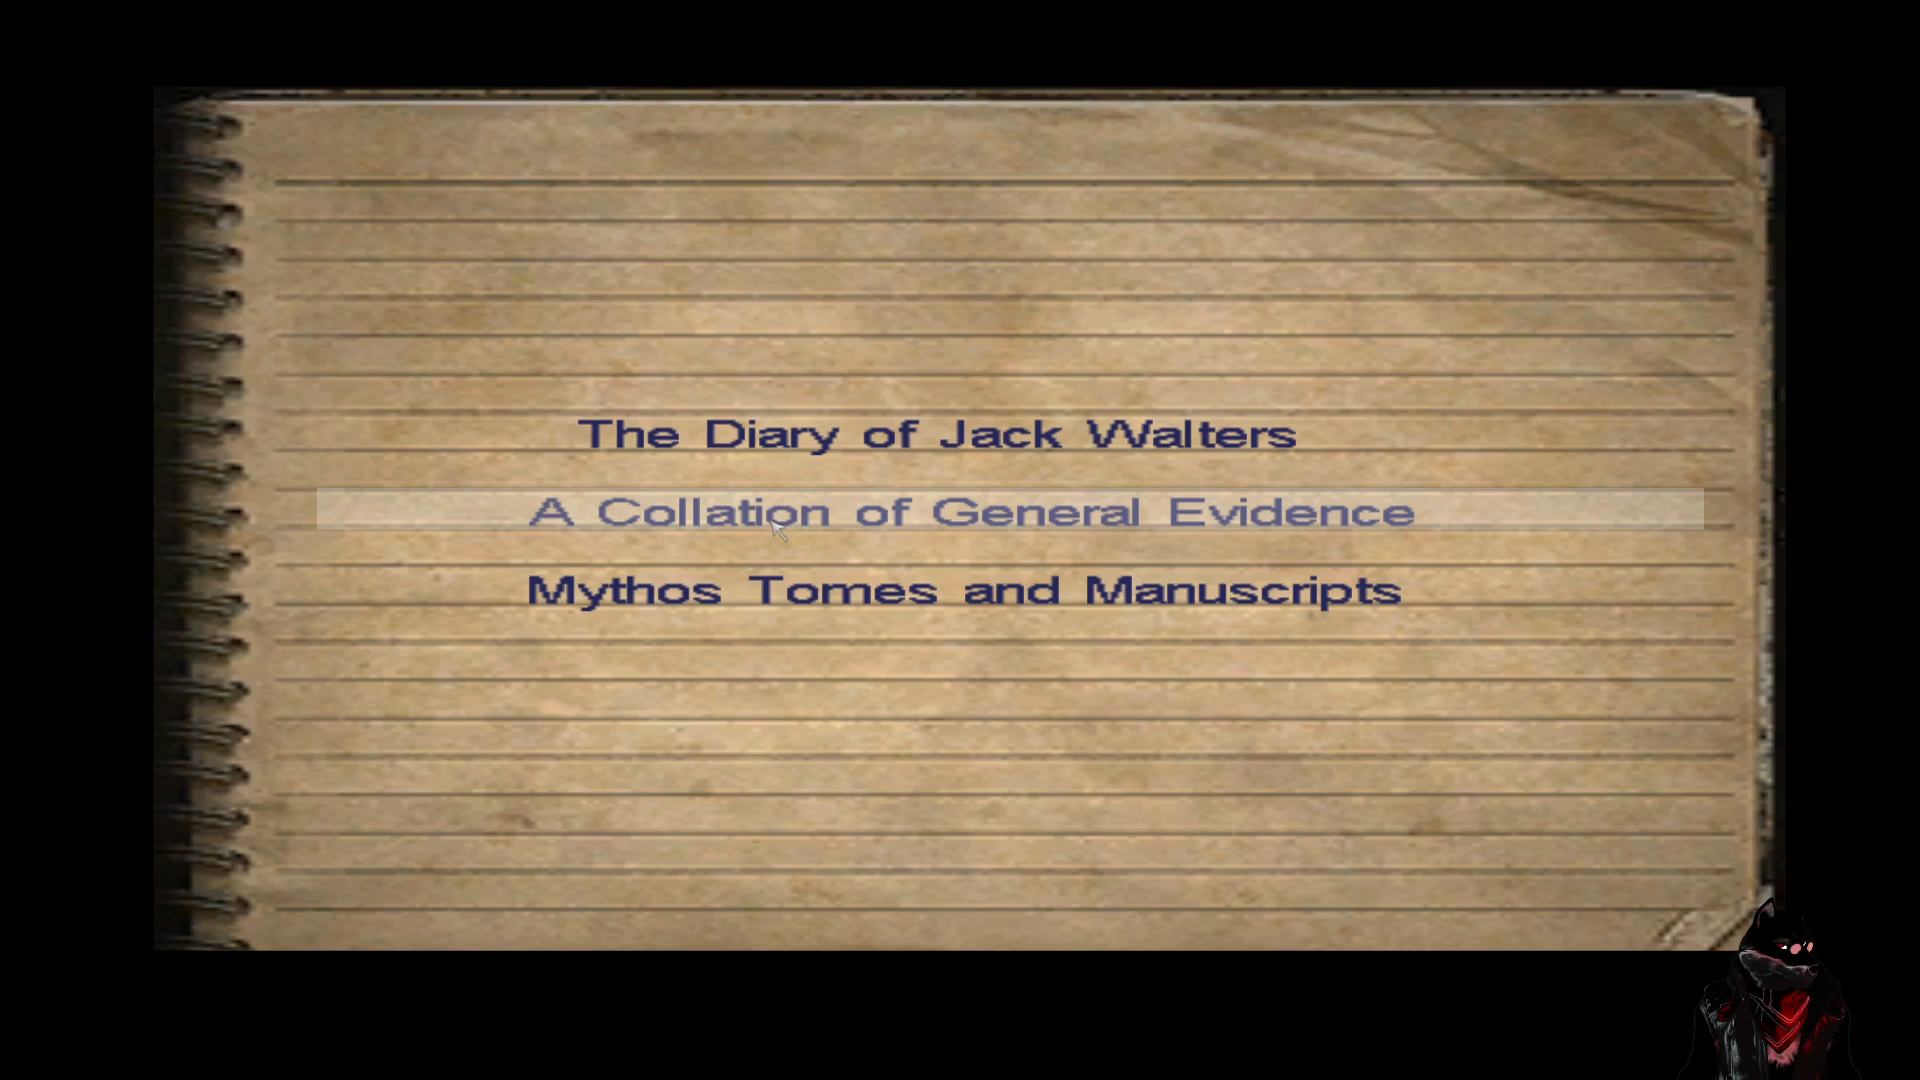 The Diary of Jack Walters
A Collation of General Evidence
Mythos Tomes and Manuscripts